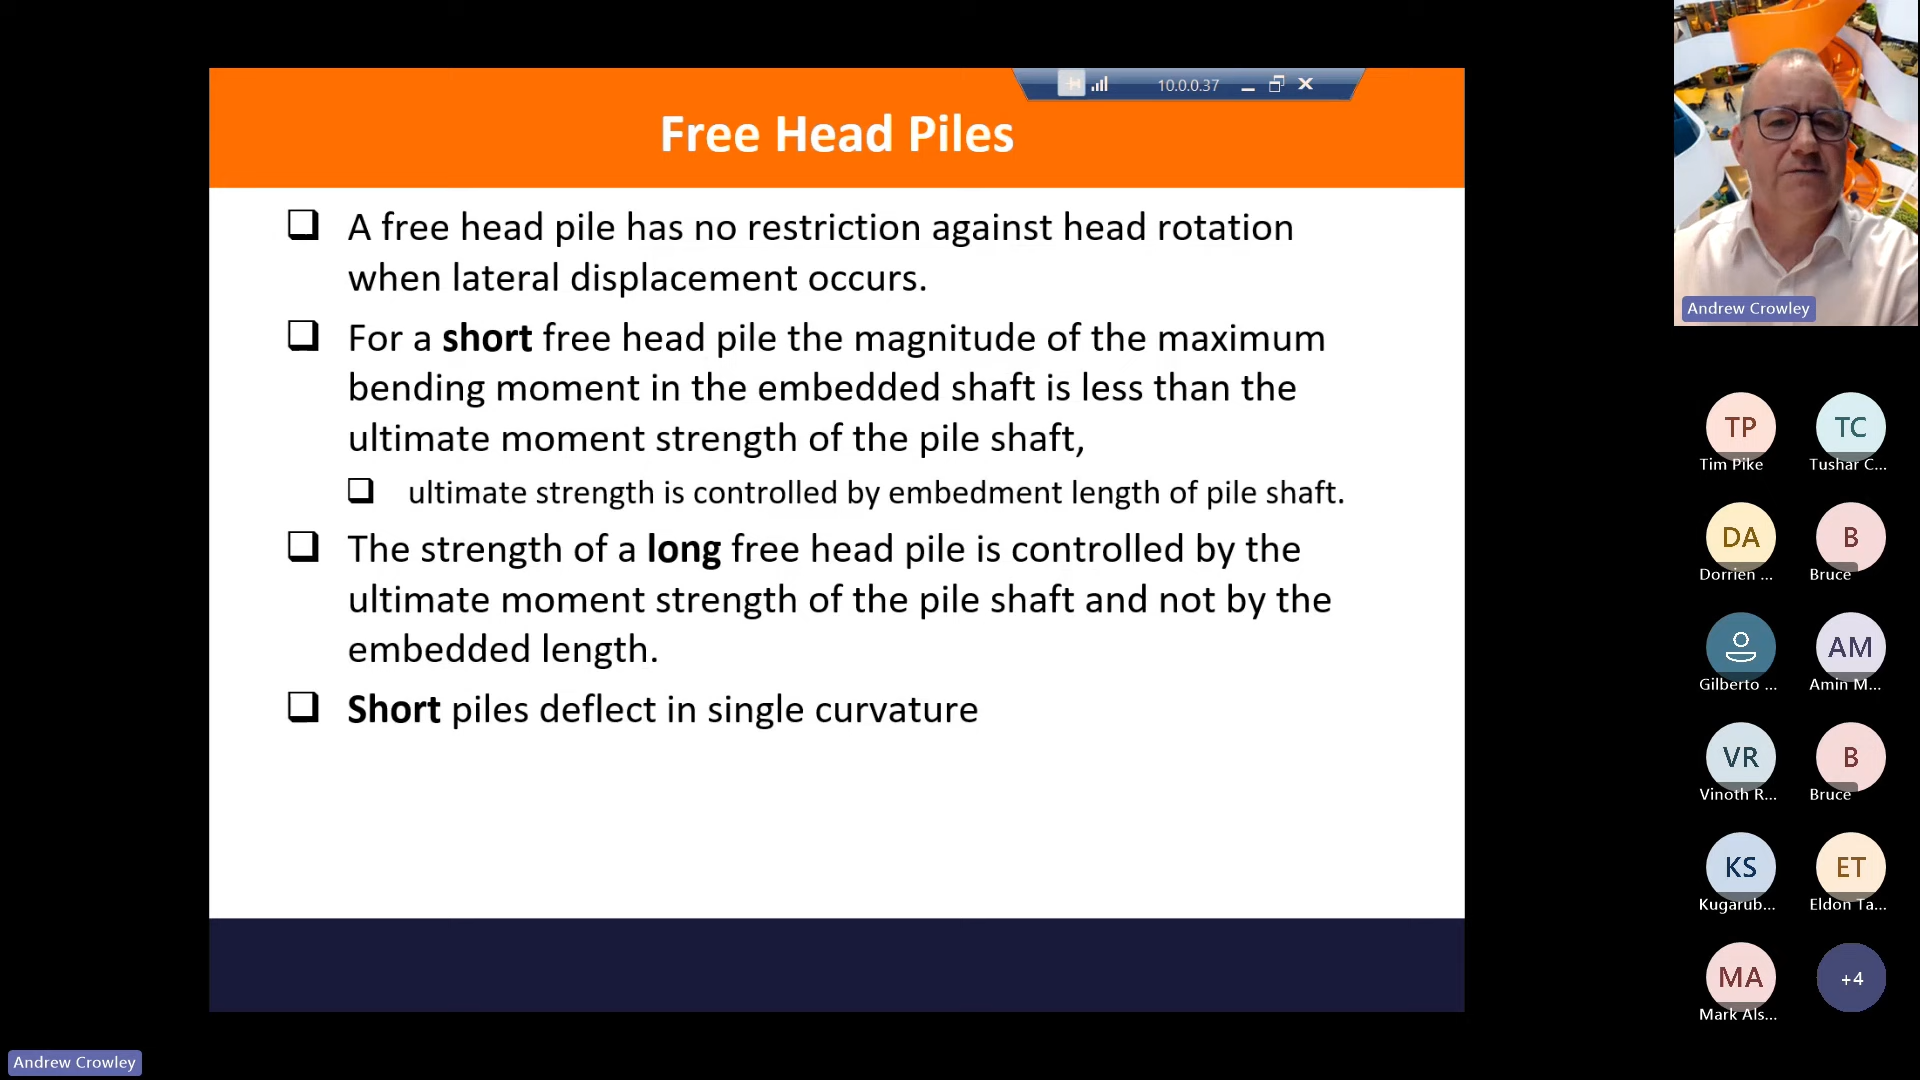 10.0.0.37
Free Head Piles
A free head pile has no restriction against head rotation
when lateral displacement occurs.
For a short free head pile the magnitude of the maximum
bending moment in the embedded shaft is less than the
ultimate moment strength of the pile shaft,
ultimate strength is controlled by embedment length of pile shaft.
The strength of a long free head pile is controlled by the
ultimate moment strength of the pile shaft and not by the
embedded length.
Short piles deflect in single curvature
Andrew Crowley
TP
Tim Pike
TC
Tushar C...
DA
Dorrien ...
B
Bruce
Gilberto ...
AM
Amin M...
VR
Vinoth R...
B
Bruce
KS
Kugarub...
ET
Eldon Ta...
MA
Mark Als...
+4
Andrew Crowley